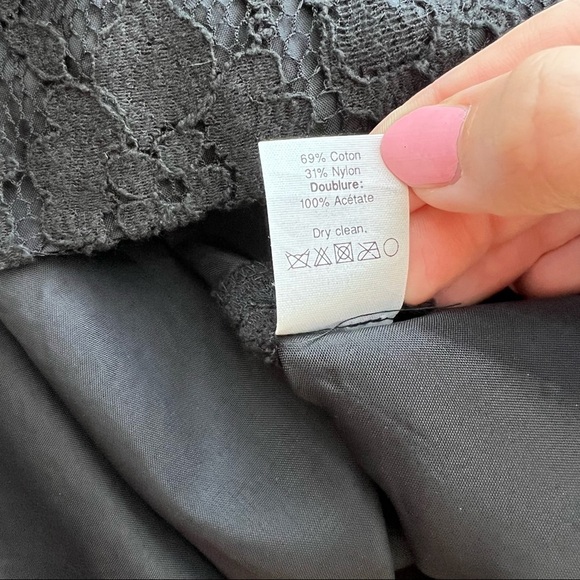 69% Coton
31% Nylon
Doublure:
100% Acétate
Dry clean.